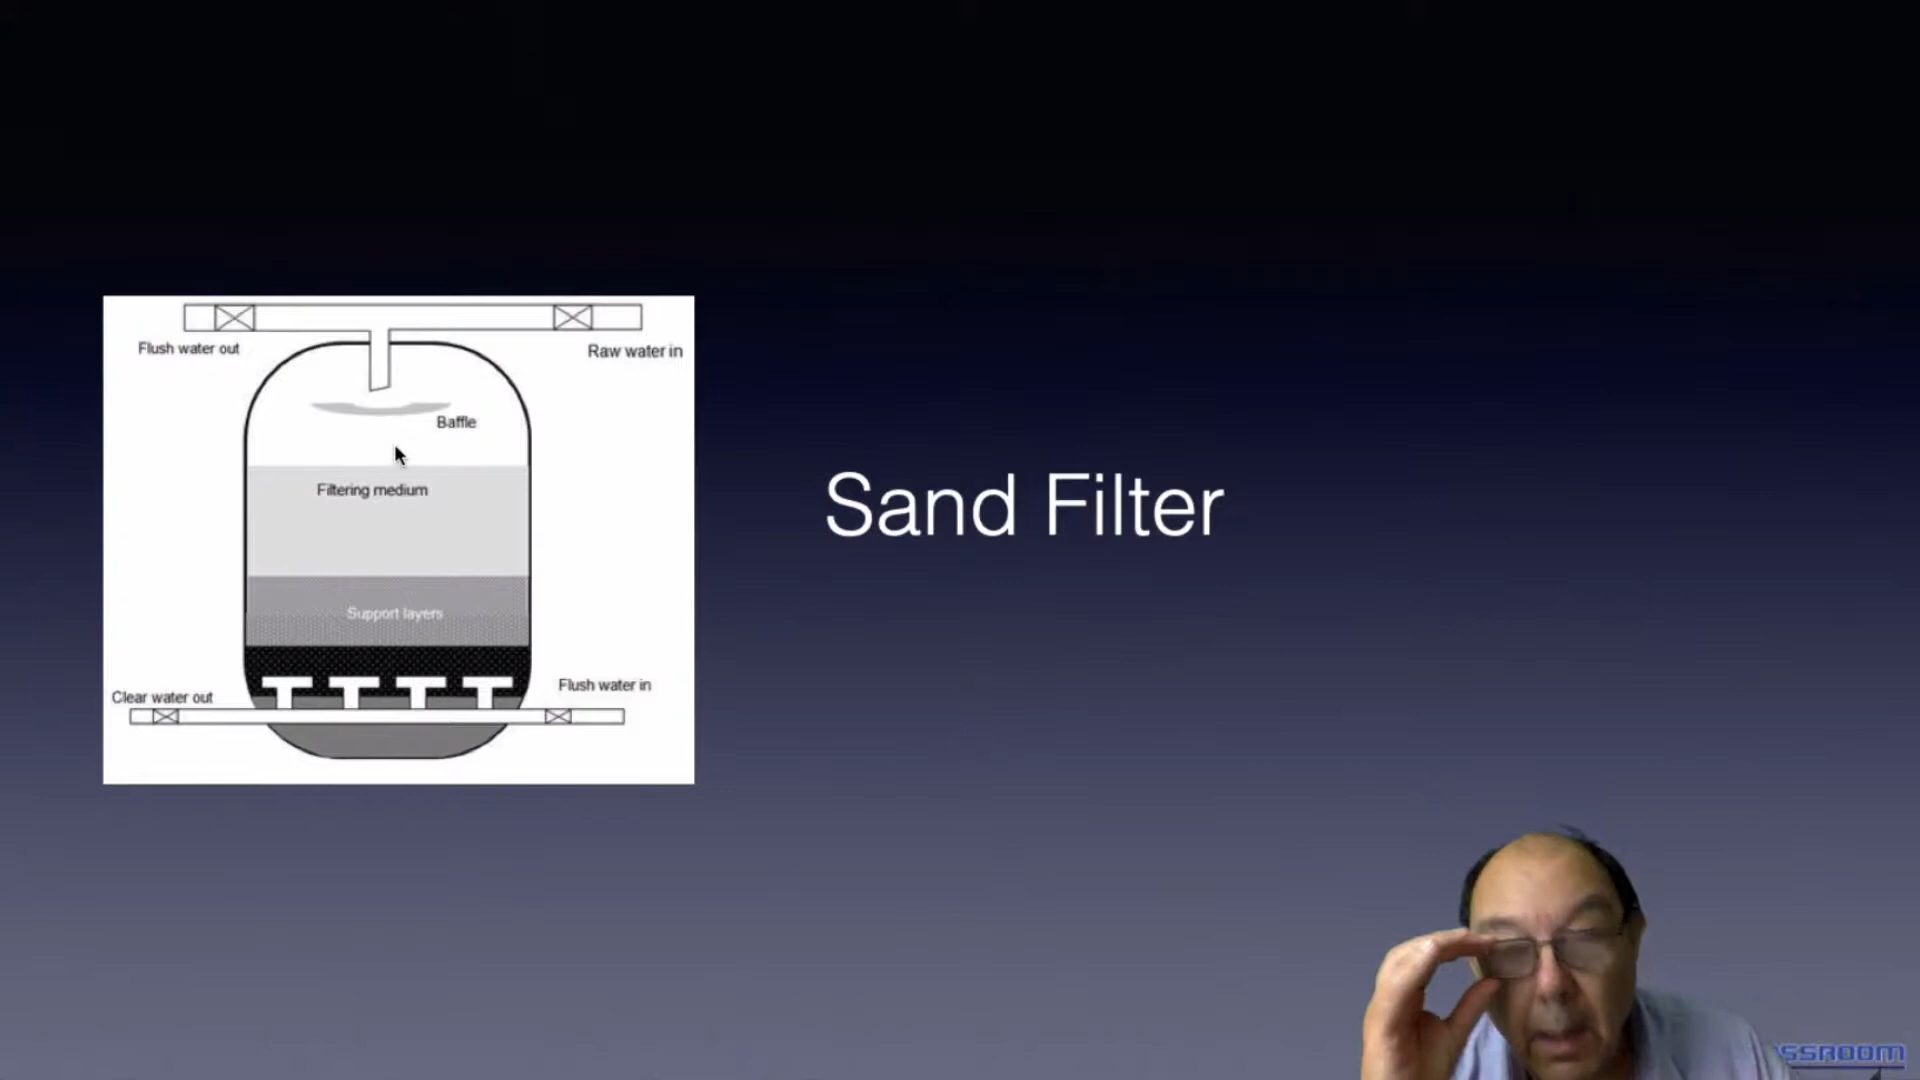 Flush water out
Raw water in
Baffle
Filtering medium
Sand Filter
Support layers
Flush water in
Clear water out
SSROOM